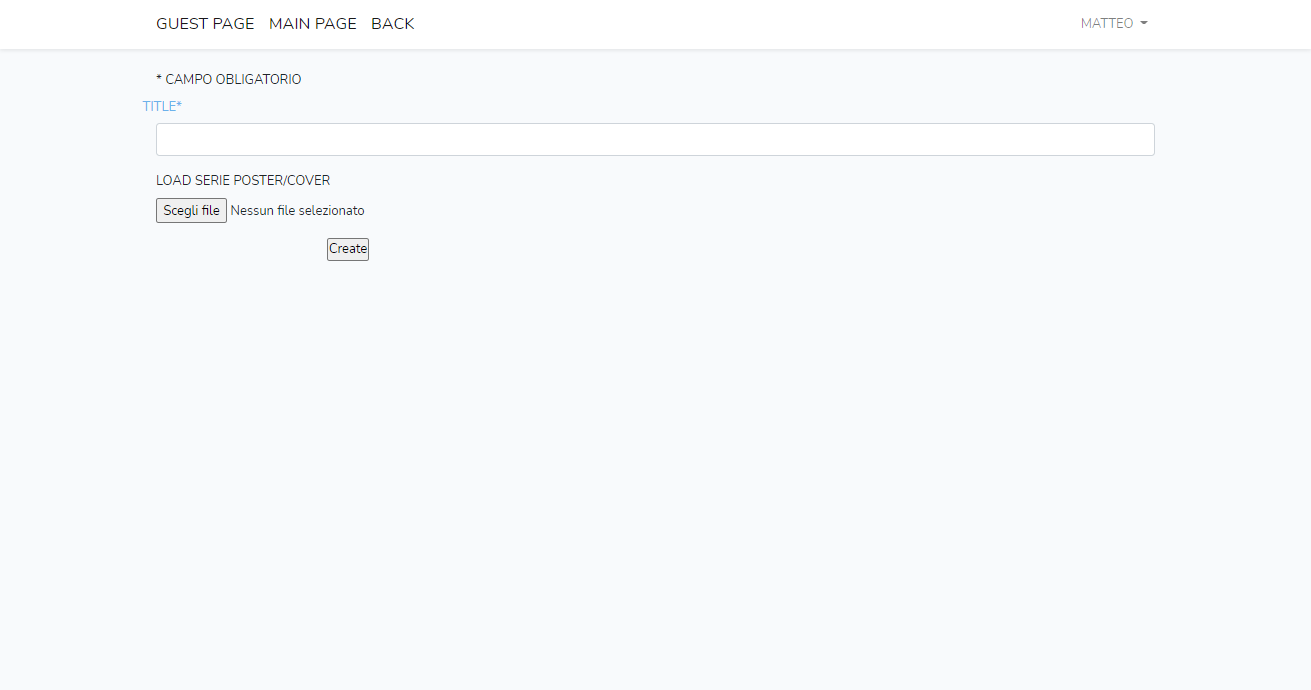 GUEST PAGE MAIN PAGE BACK MATTEO
* CAMPO OBLIGATORIO
TITLE*
LOAD SERIE POSTER/COVER
Scegli file Nessun file selezionato
Create